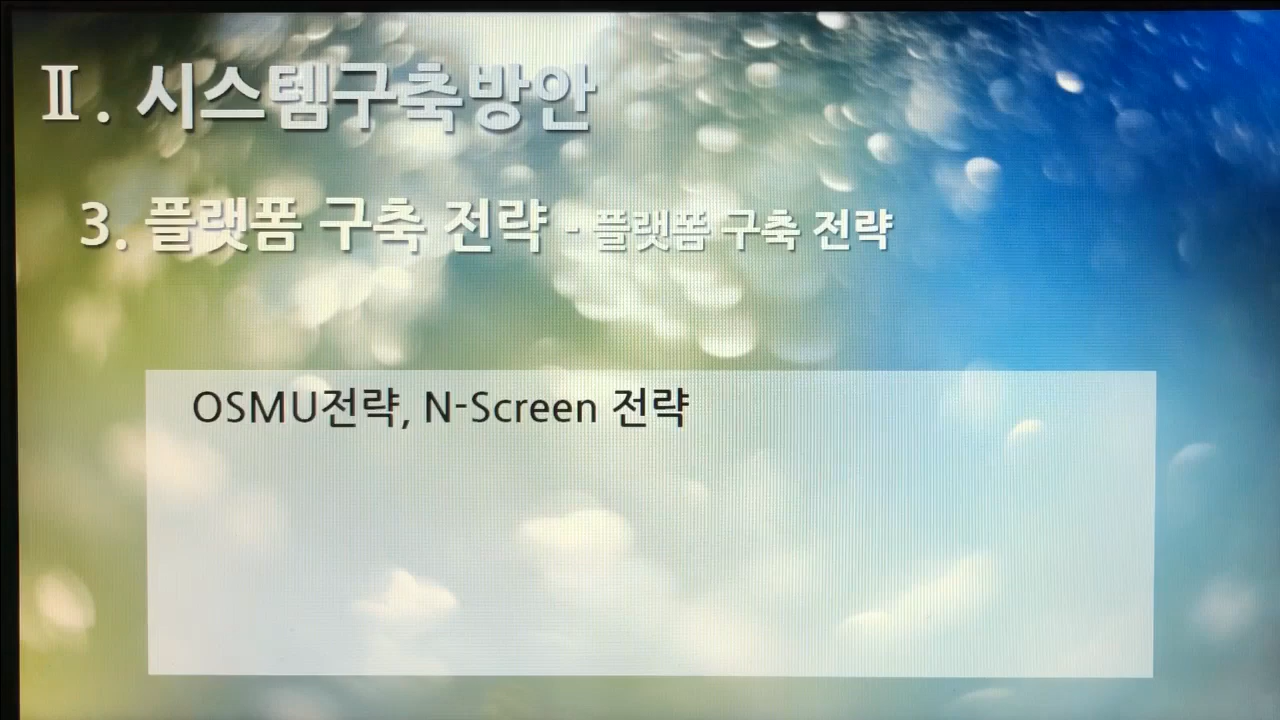 Ⅱ. 시스템구축방안
3. 플랫폼 구축 전략 - 플랫폼 구축 전략
OSMU전략, N-Screen 전략